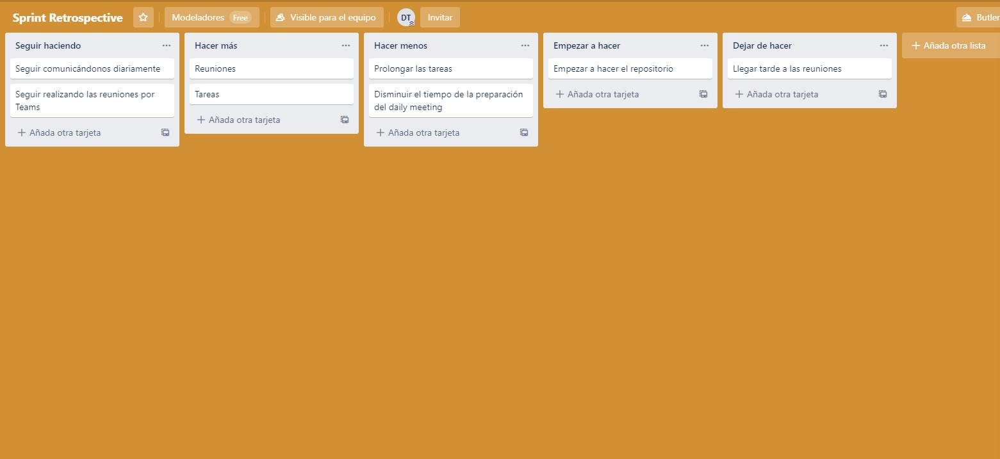 Sprint Retrospective
Modeladores Free
Visible para el equipo
DT
Invitar
Butler
Seguir haciendo
Seguir comunicándonos diariamente
Seguir realizando las reuniones por
Teams
Añada otra tarjeta
Hacer más
Reuniones
Tareas
Añada otra tarjeta
Hacer menos
Prolongar las tareas
Disminuir el tiempo de la preparación
del daily meeting
Añada otra tarjeta
Empezar a hacer
Empezar a hacer el repositorio
Añada otra tarjeta
Dejar de hacer
Llegar tarde a las reuniones
Añada otra tarjeta
Añada otra lista